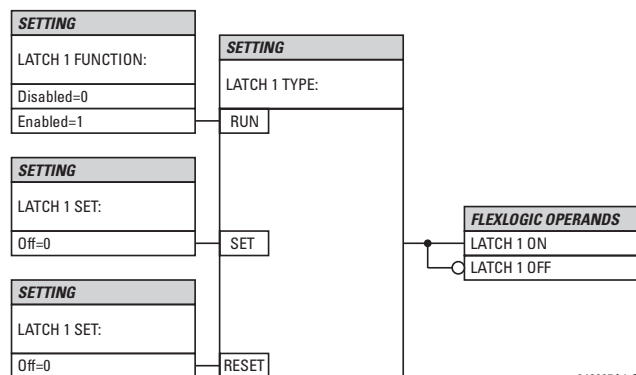 SETTING
LATCH 1 FUNCTION:
Disabled=0
Enabled=1
SETTING
LATCH 1 TYPE:
RUN
SETTING
LATCH 1 SET:
Off=0
SET
FLEXLOGIC OPERANDS
LATCH 1 ON
LATCH 1 OFF
SETTING
LATCH 1 SET:
Off=0
RESET